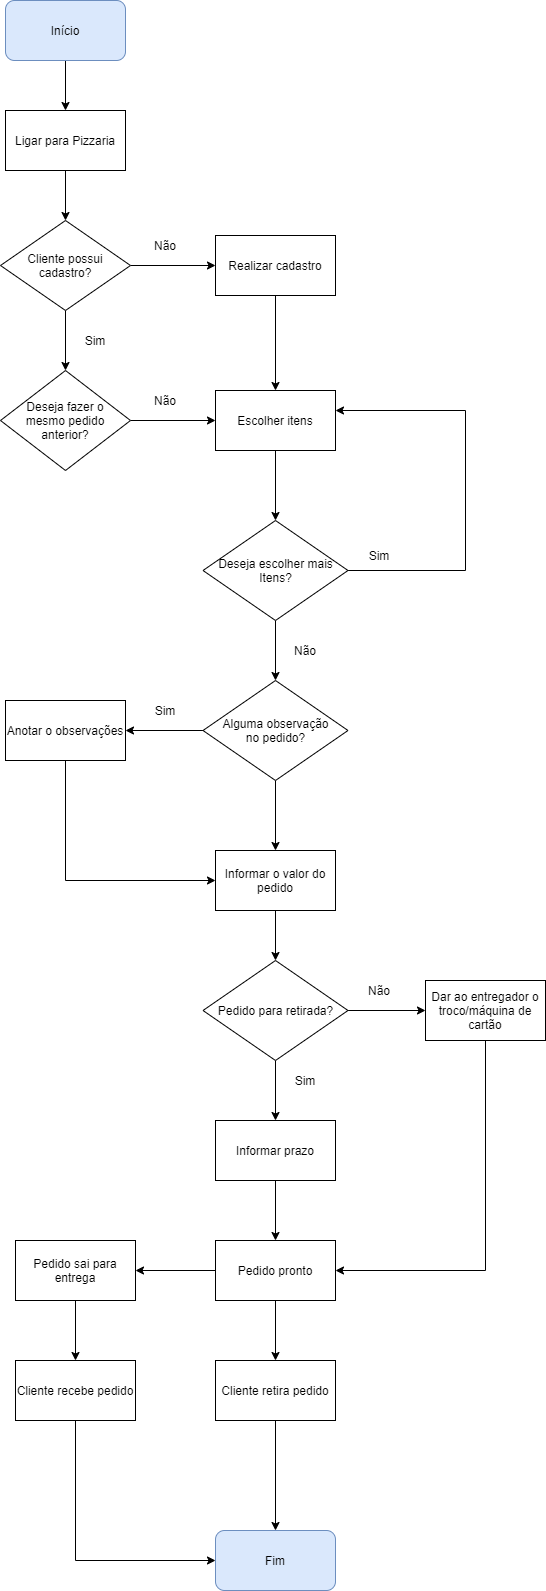 Início
Ligar para Pizzaria
Cliente possui
cadastro?
Não
Realizar cadastro
Sim
Deseja fazer o
mesmo pedido
anterior?
Não
Escolher itens
Deseja escolher mais
Itens?
Sim
Não
Alguma observação
no pedido?
Sim
Anotar o observações
Informar o valor do
pedido
Pedido para retirada?
Não
Dar ao entregador o
troco/máquina de
cartão
Sim
Informar prazo
Pedido sai para
entrega
Pedido pronto
Cliente recebe pedido
Cliente retira pedido
Fim